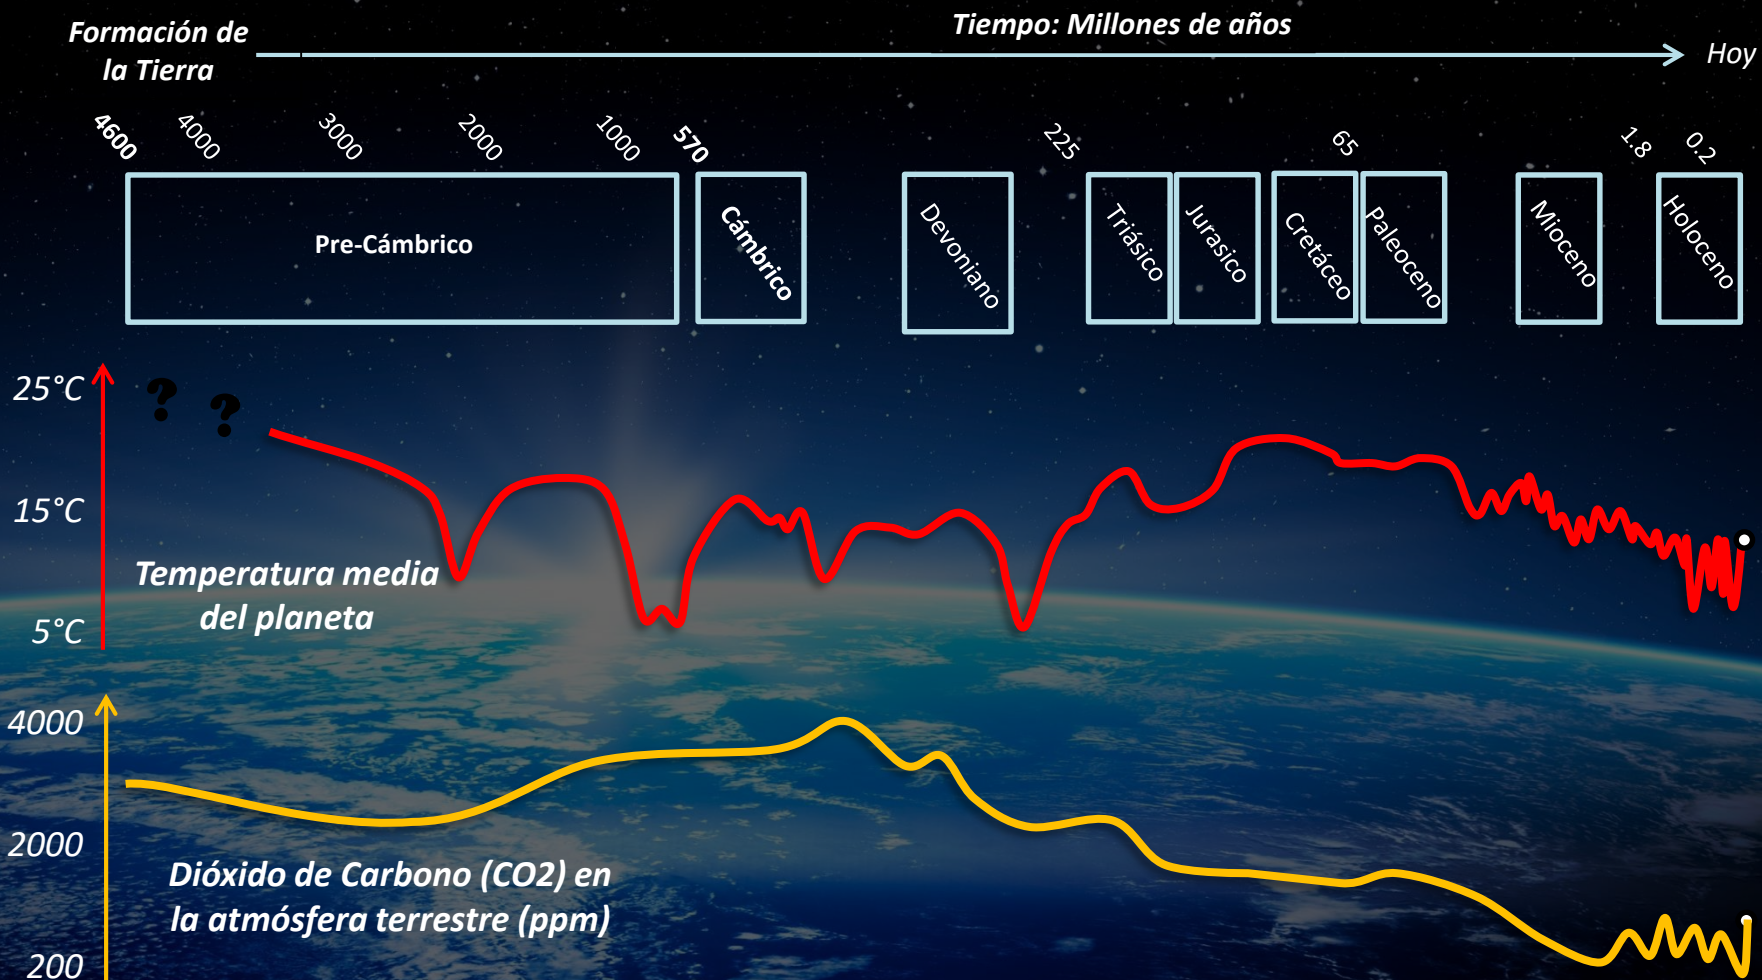 Formación de
la Tierra
Tiempo: Millones de años
Hoy
4600
4000
3000
2000
1000
570
225
65
1.8
0.2
Pre-Cámbrico
Cámbrico
Devoniano
Triásico
Jurasico
Cretáceo
Paleoceno
Mioceno
Holoceno
25°C
? ?
15°C
Temperatura media
del planeta
5°C
4000
2000
Dióxido de Carbono (CO2) en
la atmósfera terrestre (ppm)
200